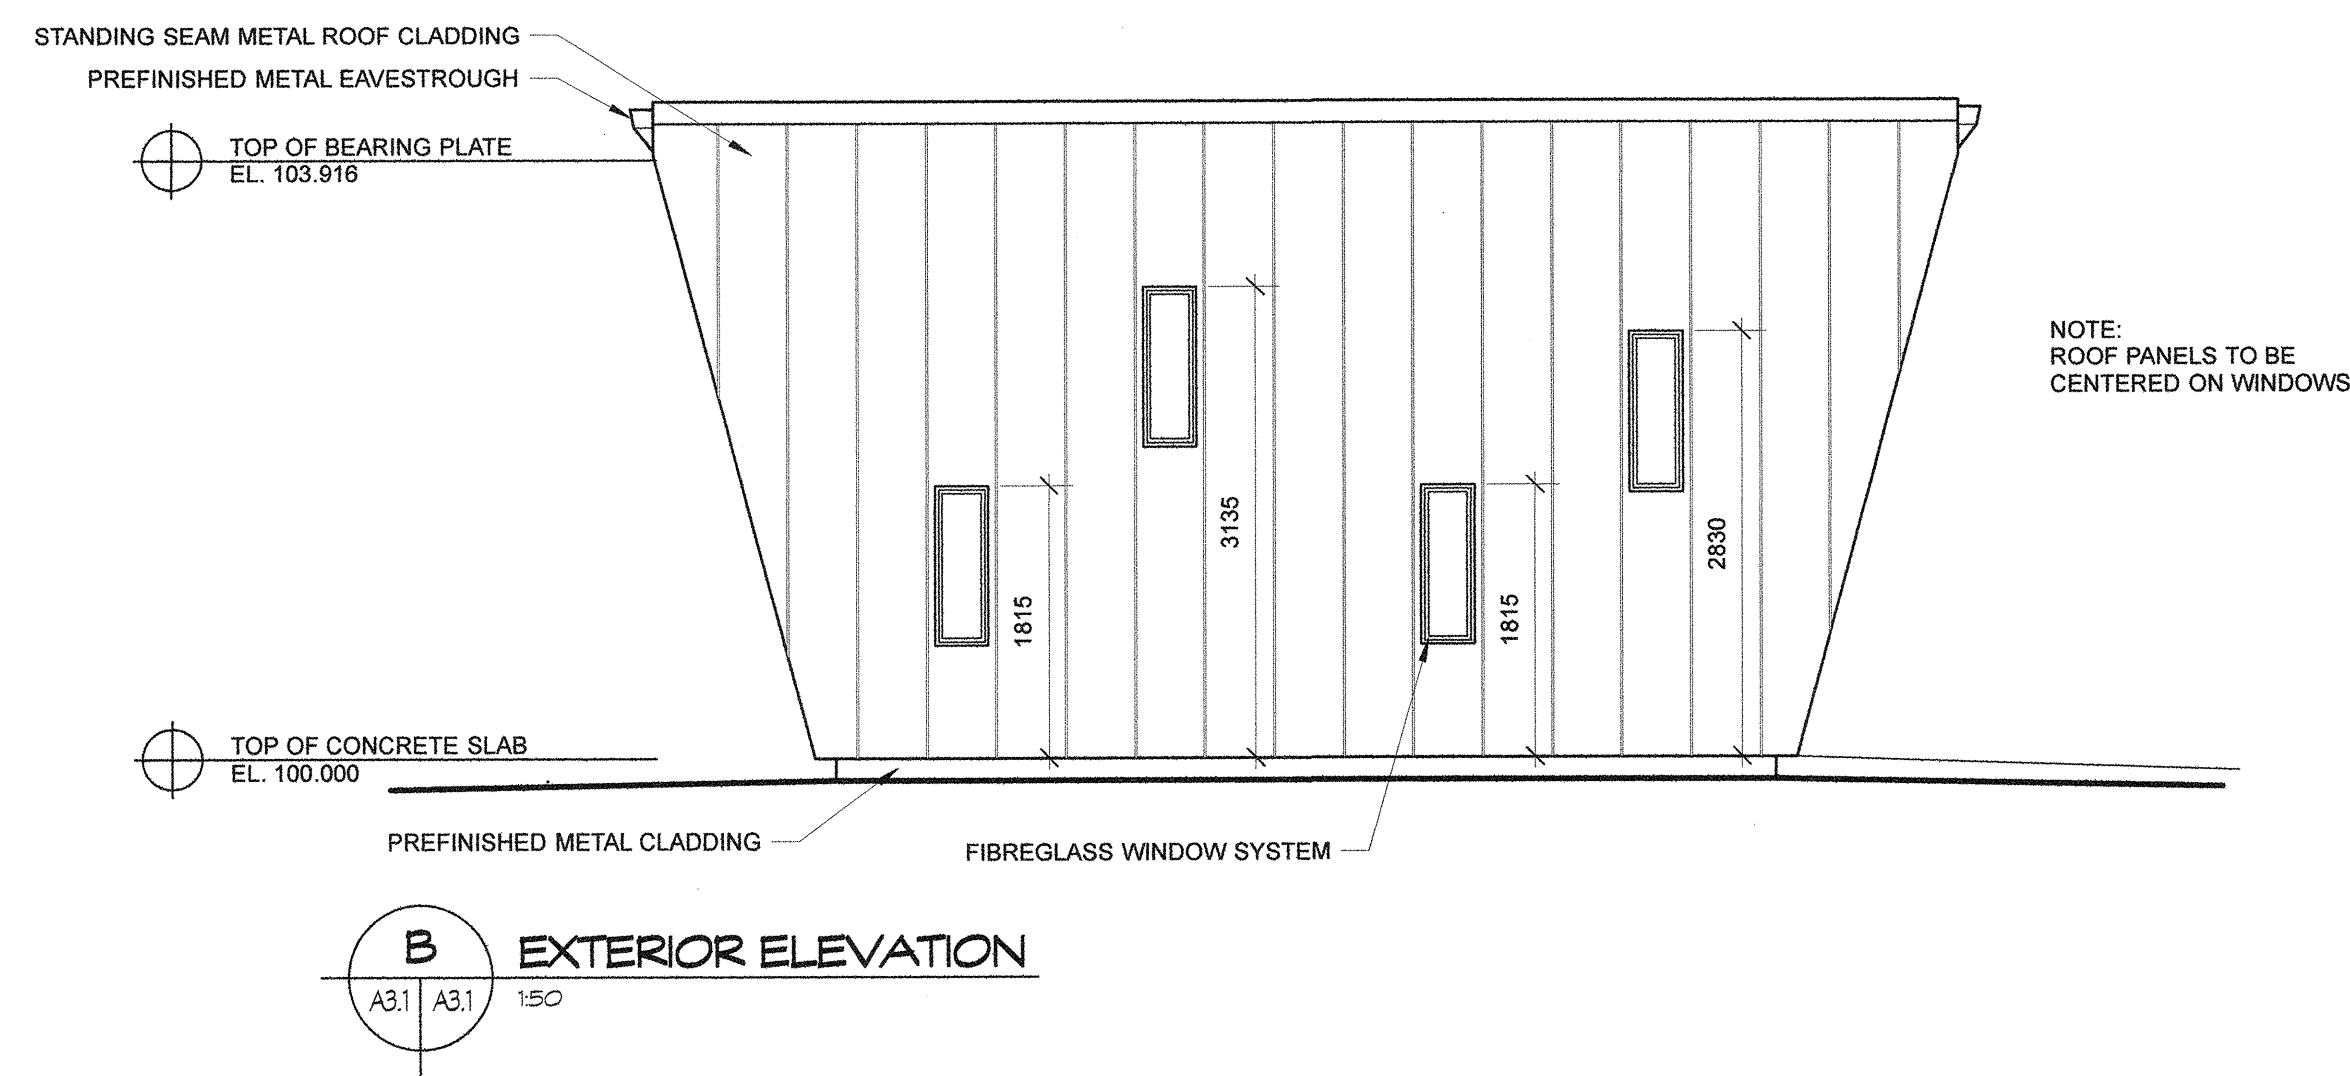 STANDING SEAM METAL ROOF CLADDING
PREFINISHED METAL EAVESTROUGH
TOP OF BEARING PLATE
EL. 103.916
NOTE:
ROOF PANELS TO BE
CENTERED ON WINDOWS
3135
2830
1815
1815
TOP OF CONCRETE SLAB
EL. 100.000
PREFINISHED METAL CLADDING
FIBREGLASS WINDOW SYSTEM
B
EXTERIOR ELEVATION
A3.1 A3.1
1:50